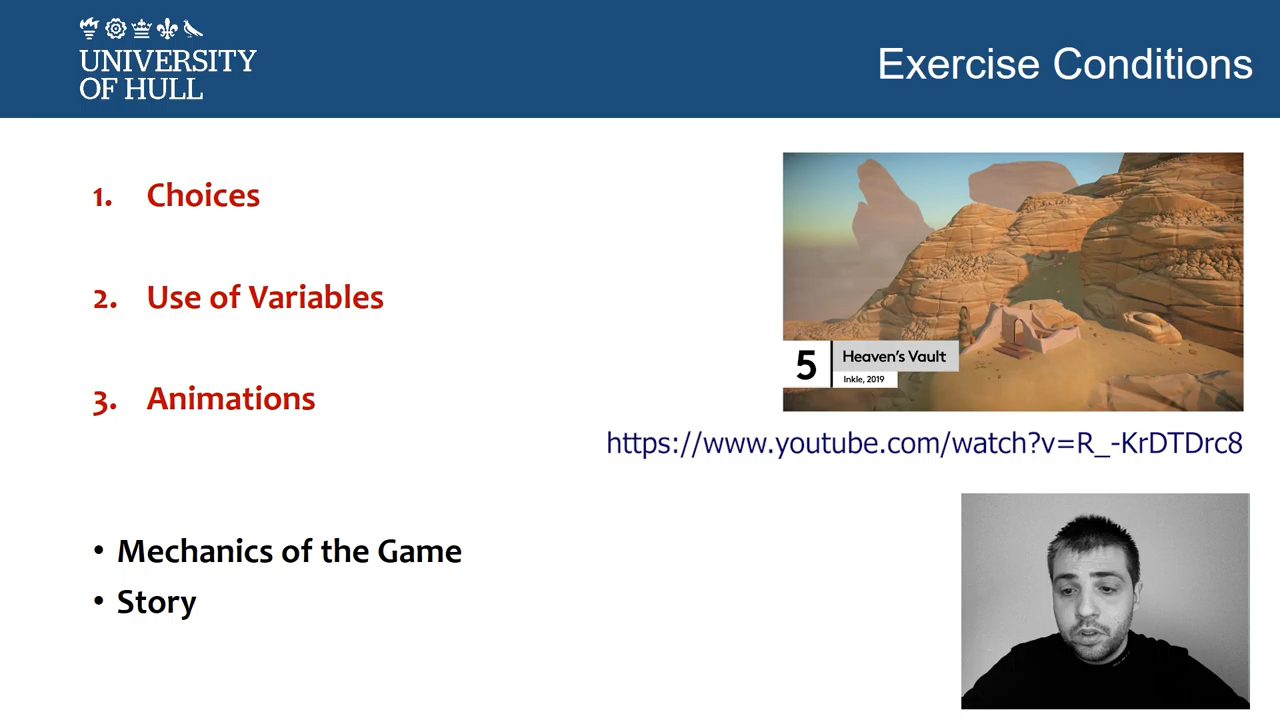 UNIVERSITY
OF HULL
Exercise Conditions
1. Choices
2. Use of Variables
3. Animations
5
Heaven's Vault
Inkle, 2019
https://www.youtube.com/watch?v=R_-KrDTDrc8
• Mechanics of the Game
• Story